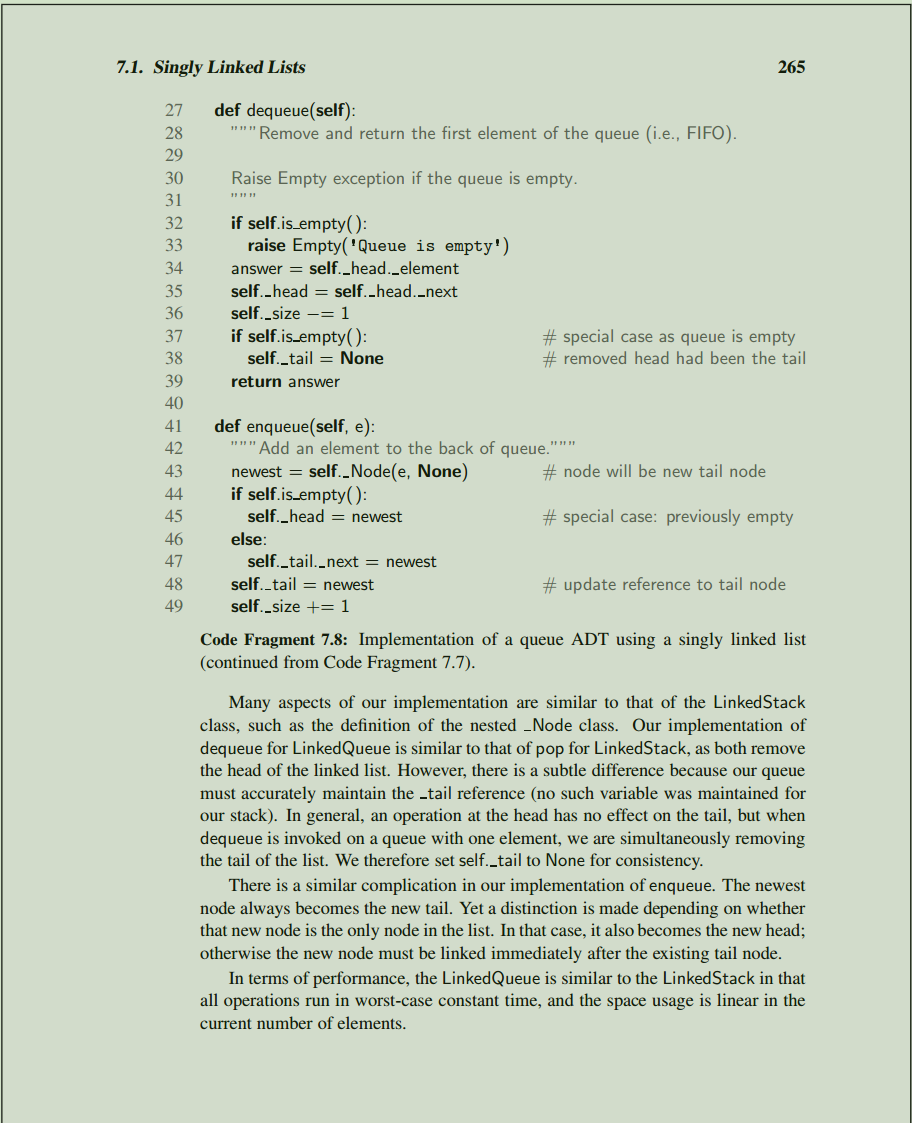 7.1. Singly Linked Lists 265
27 def dequeue(self):
28 """Remove and return the first element of the queue (i.e., FIFO).
29
30 Raise Empty exception if the queue is empty.
31 """
32 if self.is_empty():
33 raise Empty('Queue is empty')
34 answer = self._head._element
35 self._head = self._head._next
36 self._size −= 1
37 if self.is_empty(): # special case as queue is empty
38 self._tail = None # removed head had been the tail
39 return answer
40
41 def enqueue(self, e):
42 """Add an element to the back of queue."""
43 newest = self._Node(e, None) # node will be new tail node
44 if self.is_empty():
45 self._head = newest # special case: previously empty
46 else:
47 self._tail._next = newest
48 self._tail = newest # update reference to tail node
49 self._size += 1
Code Fragment 7.8: Implementation of a queue ADT using a singly linked list
(continued from Code Fragment 7.7).
Many aspects of our implementation are similar to that of the LinkedStack
class, such as the definition of the nested _Node class. Our implementation of
dequeue for LinkedQueue is similar to that of pop for LinkedStack, as both remove
the head of the linked list. However, there is a subtle difference because our queue
must accurately maintain the _tail reference (no such variable was maintained for
our stack). In general, an operation at the head has no effect on the tail, but when
dequeue is invoked on a queue with one element, we are simultaneously removing
the tail of the list. We therefore set self._tail to None for consistency.
There is a similar complication in our implementation of enqueue. The newest
node always becomes the new tail. Yet a distinction is made depending on whether
that new node is the only node in the list. In that case, it also becomes the new head;
otherwise the new node must be linked immediately after the existing tail node.
In terms of performance, the LinkedQueue is similar to the LinkedStack in that
all operations run in worst-case constant time, and the space usage is linear in the
current number of elements.